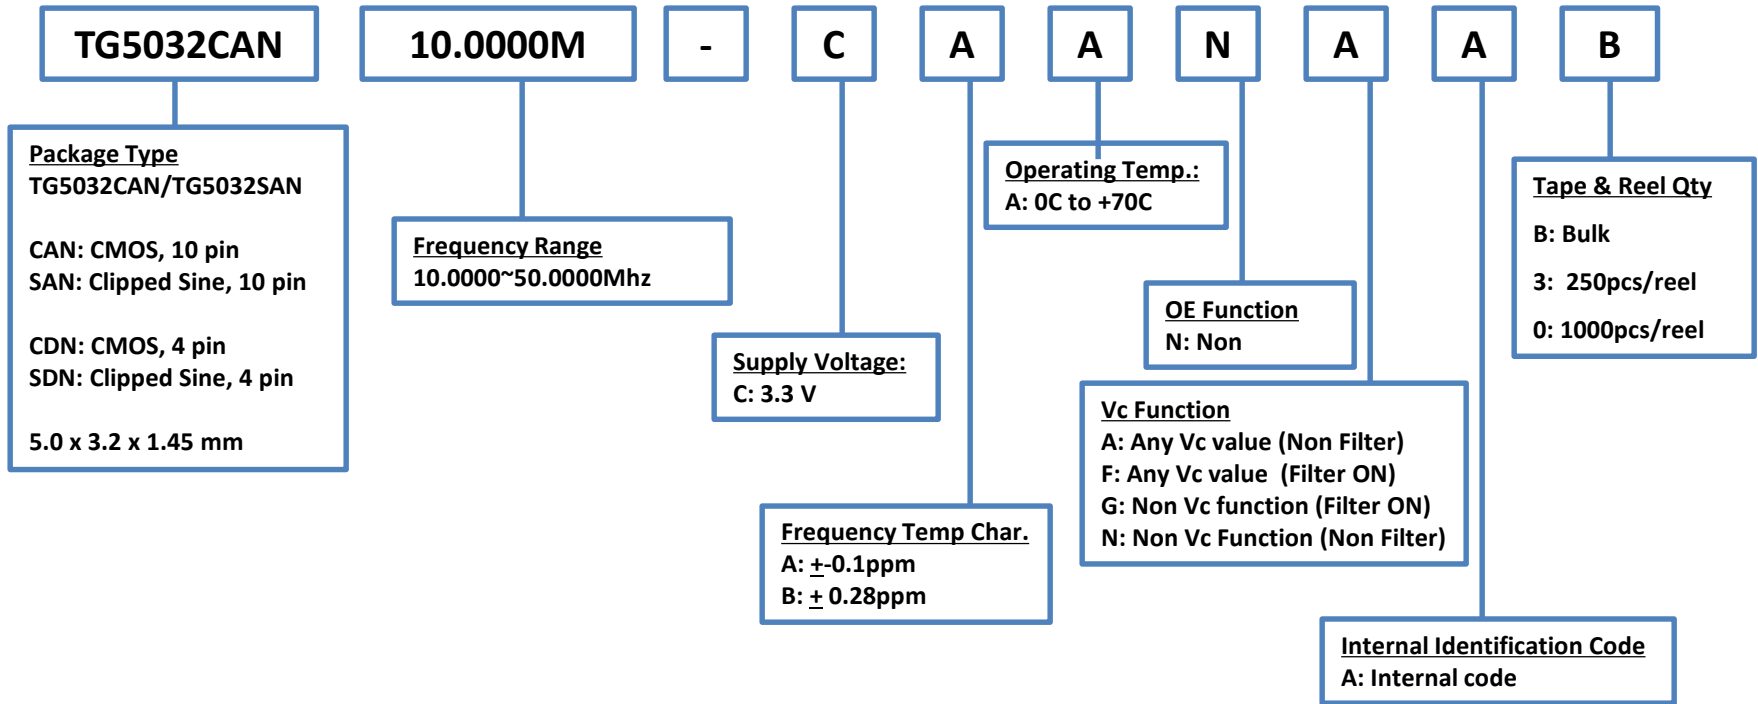 TG5032CAN 10.0000M - C A A N A A B
Package Type
TG5032CAN/TG5032SAN
CAN: CMOS, 10 pin
SAN: Clipped Sine, 10 pin
CDN: CMOS, 4 pin
SDN: Clipped Sine, 4 pin
5.0 x 3.2 x 1.45 mm
Frequency Range
10.0000~50.0000Mhz
Supply Voltage:
C: 3.3 V
Frequency Temp Char.
A: +-0.1ppm
B: + 0.28ppm
Operating Temp.:
A: 0C to +70C
OE Function
N: Non
Vc Function
A: Any Vc value (Non Filter)
F: Any Vc value  (Filter ON)
G: Non Vc function (Filter ON)
N: Non Vc Function (Non Filter)
Internal Identification Code
A: Internal code
Tape & Reel Qty
B: Bulk
3:  250pcs/reel
0: 1000pcs/reel